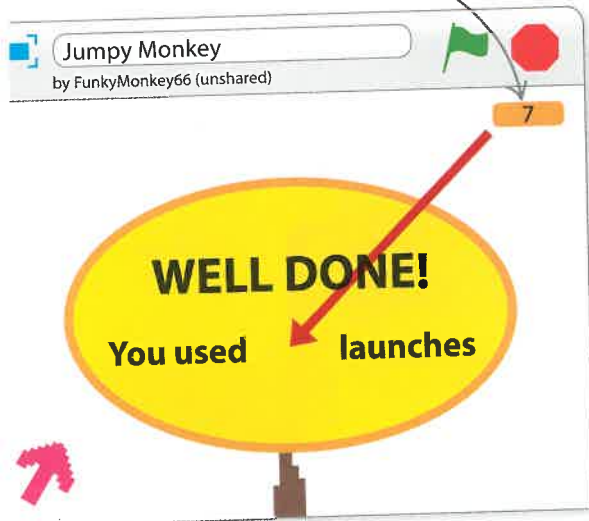 Jumpy Monkey
by FunkyMonkey66 (unshared)
7
WELL DONE!
You used launches